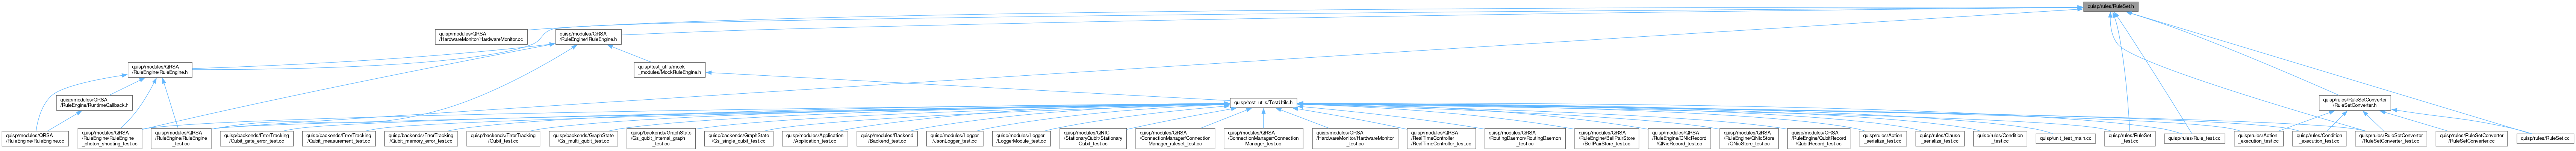 quisp/rules/RuleSet.h
quisp/modules/QRSA
/HardwareMonitor/HardwareMonitor.cc
quisp/modules/QRSA
/RuleEngine/IRuleEngine.h
quisp/modules/QRSA
/RuleEngine/RuleEngine.h
quisp/test_utils/mock
_modules/MockRuleEngine.h
quisp/modules/QRSA
/RuleEngine/RuntimeCallback.h
quisp/test_utils/TestUtils.h
quisp/rules/RuleSetConverter
/RuleSetConverter.h
quisp/modules/QRSA
/RuleEngine/RuleEngine.cc
quisp/modules/QRSA
/RuleEngine/RuleEngine
_photon_shooting_test.cc
quisp/modules/QRSA
/RuleEngine/RuleEngine
_test.cc
quisp/backends/ErrorTracking
/Qubit_gate_error_test.cc
quisp/backends/ErrorTracking
/Qubit_measurement_test.cc
quisp/backends/ErrorTracking
/Qubit_memory_error_test.cc
quisp/backends/ErrorTracking
/Qubit_test.cc
quisp/backends/GraphState
/Gs_multi_qubit_test.cc
quisp/backends/GraphState
/Gs_qubit_internal_graph
_test.cc
quisp/backends/GraphState
/Gs_single_qubit_test.cc
quisp/modules/Application
/Application_test.cc
quisp/modules/Backend
/Backend_test.cc
quisp/modules/Logger
/JsonLogger_test.cc
quisp/modules/Logger
/LoggerModule_test.cc
quisp/modules/QNIC
/StationaryQubit/Stationary
Qubit_test.cc
quisp/modules/QRSA
/ConnectionManager/Connection
Manager_ruleset_test.cc
quisp/modules/QRSA
/ConnectionManager/Connection
Manager_test.cc
quisp/modules/QRSA
/HardwareMonitor/HardwareMonitor
_test.cc
quisp/modules/QRSA
/RealTimeController
/RealTimeController_test.cc
quisp/modules/QRSA
/RoutingDaemon/RoutingDaemon
_test.cc
quisp/modules/QRSA
/RuleEngine/BellPairStore
/BellPairStore_test.cc
quisp/modules/QRSA
/RuleEngine/QNicRecord
/QNicRecord_test.cc
quisp/modules/QRSA
/RuleEngine/QNicStore
/QNicStore_test.cc
quisp/modules/QRSA
/RuleEngine/QubitRecord
/QubitRecord_test.cc
quisp/rules/Action
_serialize_test.cc
quisp/rules/Clause
_serialize_test.cc
quisp/rules/Condition
_test.cc
quisp/unit_test_main.cc
quisp/rules/RuleSet
_test.cc
quisp/rules/Rule_test.cc
quisp/rules/Action
_execution_test.cc
quisp/rules/Condition
_execution_test.cc
quisp/rules/RuleSetConverter
/RuleSetConverter_test.cc
quisp/rules/RuleSetConverter
/RuleSetConverter.cc
quisp/rules/RuleSet.cc